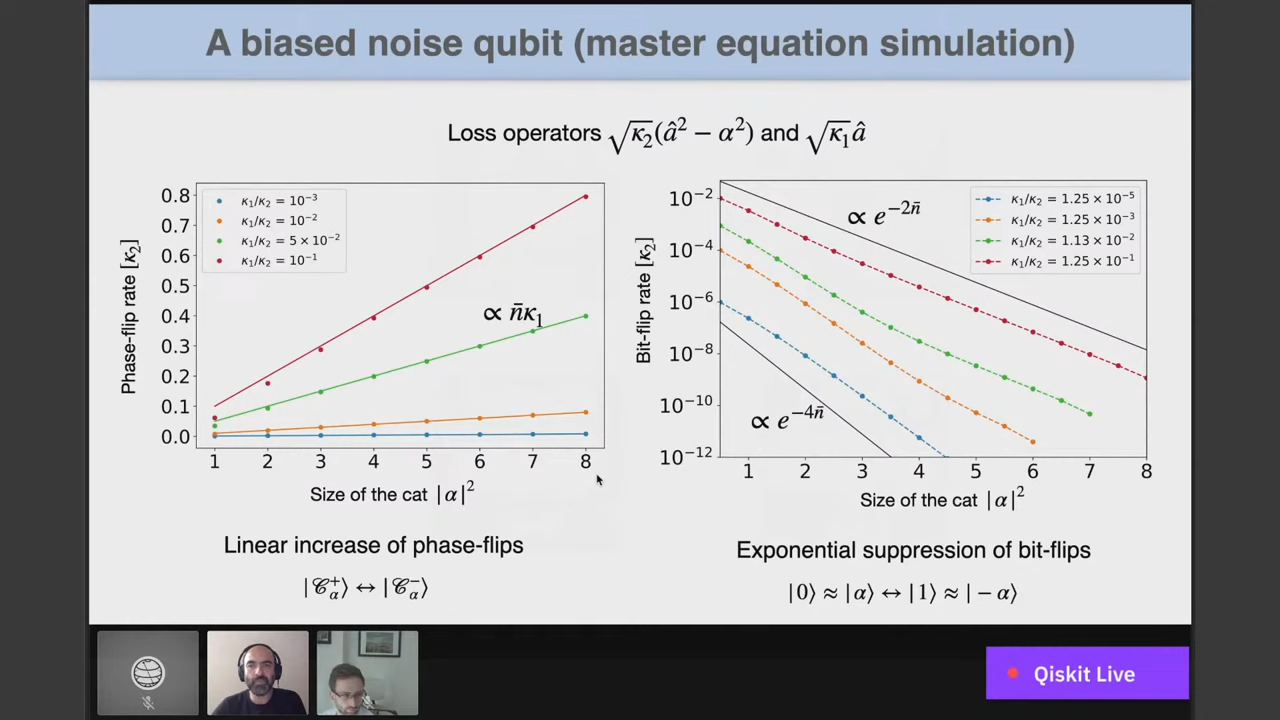 A biased noise qubit (master equation simulation)
Loss operators √κ₂(â² − α²) and √κ₁â
Phase-flip rate [κ₂]
0.8
0.7
0.6
0.5
0.4
0.3
0.2
0.1
0.0
κ₁/κ₂ = 10⁻³
κ₁/κ₂ = 10⁻²
κ₁/κ₂ = 5 × 10⁻²
κ₁/κ₂ = 10⁻¹
∝ n̄κ₁
1 2 3 4 5 6 7 8
Size of the cat |α|²
Linear increase of phase-flips
|𝒞α⁺⟩ ↔ |𝒞α⁻⟩
Bit-flip rate [κ₂]
10⁻²
10⁻⁴
10⁻⁶
10⁻⁸
10⁻¹⁰
10⁻¹²
∝ e^−2n̄
κ₁/κ₂ = 1.25 × 10⁻⁵
κ₁/κ₂ = 1.25 × 10⁻³
κ₁/κ₂ = 1.13 × 10⁻²
κ₁/κ₂ = 1.25 × 10⁻¹
∝ e^−4n̄
1 2 3 4 5 6 7 8
Size of the cat |α|²
Exponential suppression of bit-flips
|0⟩ ≈ |α⟩ ↔ |1⟩ ≈ | − α⟩
Qiskit Live